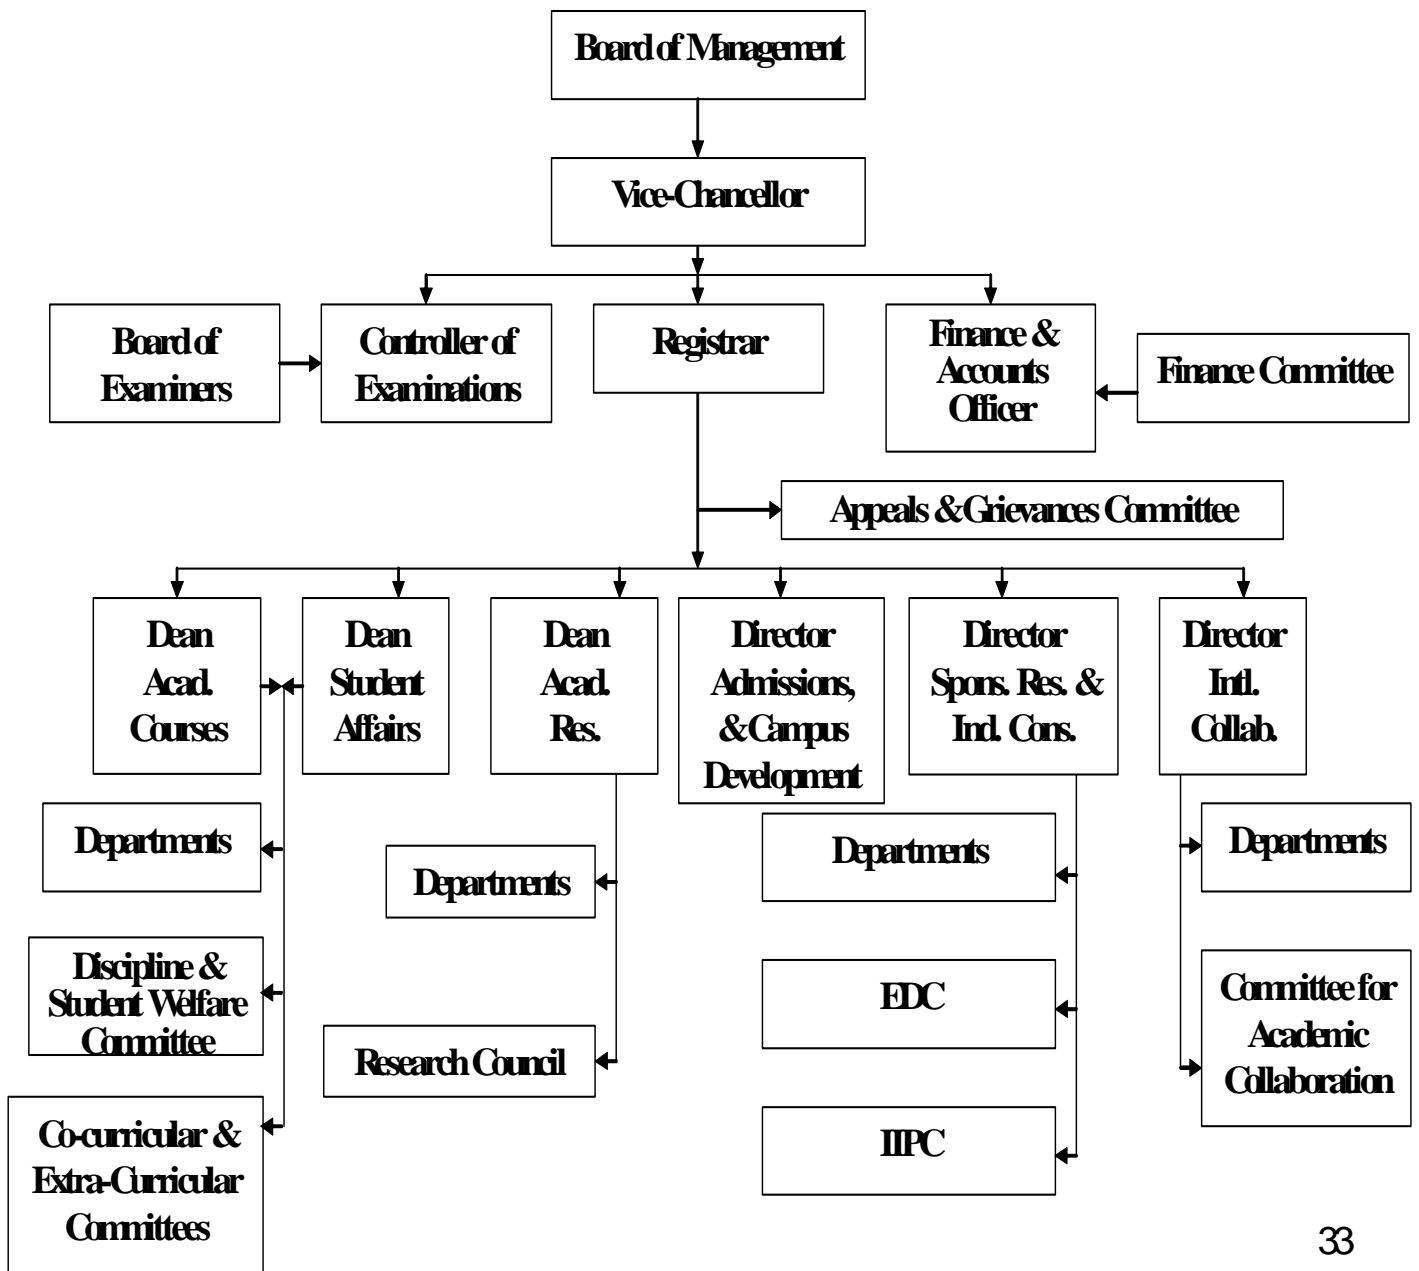 Board of Management
Vice-Chancellor
Board of
Examiners
Controller of
Examinations
Registrar
Finance &
Accounts
Officer
Finance Committee
Appeals & Grievances Committee
Dean
Acad.
Courses
Dean
Student
Affairs
Dean
Acad.
Res.
Director
Admissions,
& Campus
Development
Director
Spons. Res. &
Ind. Cons.
Director
Intl.
Collab.
Departments
Departments
Departments
Departments
Discipline &
Student Welfare
Committee
Research Council
EDC
Committee for
Academic
Collaboration
Co-curricular &
Extra-Curricular
Committees
IIPC
33